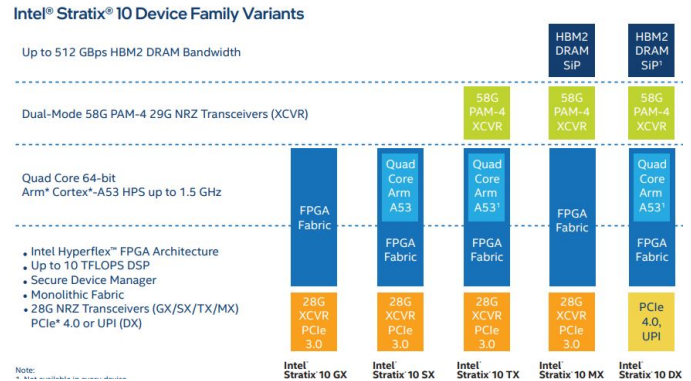 Intel® Stratix® 10 Device Family Variants
Up to 512 GBps HBM2 DRAM Bandwidth
HBM2
DRAM
SiP
HBM2
DRAM
SiP¹
Dual-Mode 58G PAM-4 29G NRZ Transceivers (XCVR)
58G
PAM-4
XCVR
58G
PAM-4
XCVR
58G
PAM-4
XCVR
Quad Core 64-bit
Arm* Cortex*-A53 HPS up to 1.5 GHz
FPGA
Fabric
Quad
Core
Arm
A53
Quad
Core
Arm
A53¹
FPGA
Fabric
Quad
Core
Arm
A53¹
• Intel Hyperflex™ FPGA Architecture
• Up to 10 TFLOPS DSP
• Secure Device Manager
• Monolithic Fabric
• 28G NRZ Transceivers (GX/SX/TX/MX)
PCIe* 4.0 or UPI (DX)
FPGA
Fabric
FPGA
Fabric
FPGA
Fabric
28G
XCVR
PCIe
3.0
28G
XCVR
PCIe
3.0
28G
XCVR
PCIe
3.0
28G
XCVR
PCIe
3.0
PCIe
4.0,
UPI
Intel®
Stratix®10 GX
Intel®
Stratix®10 SX
Intel®
Stratix®10 TX
Intel®
Stratix®10 MX
Intel®
Stratix®10 DX
Note:
1. Not available in every device.